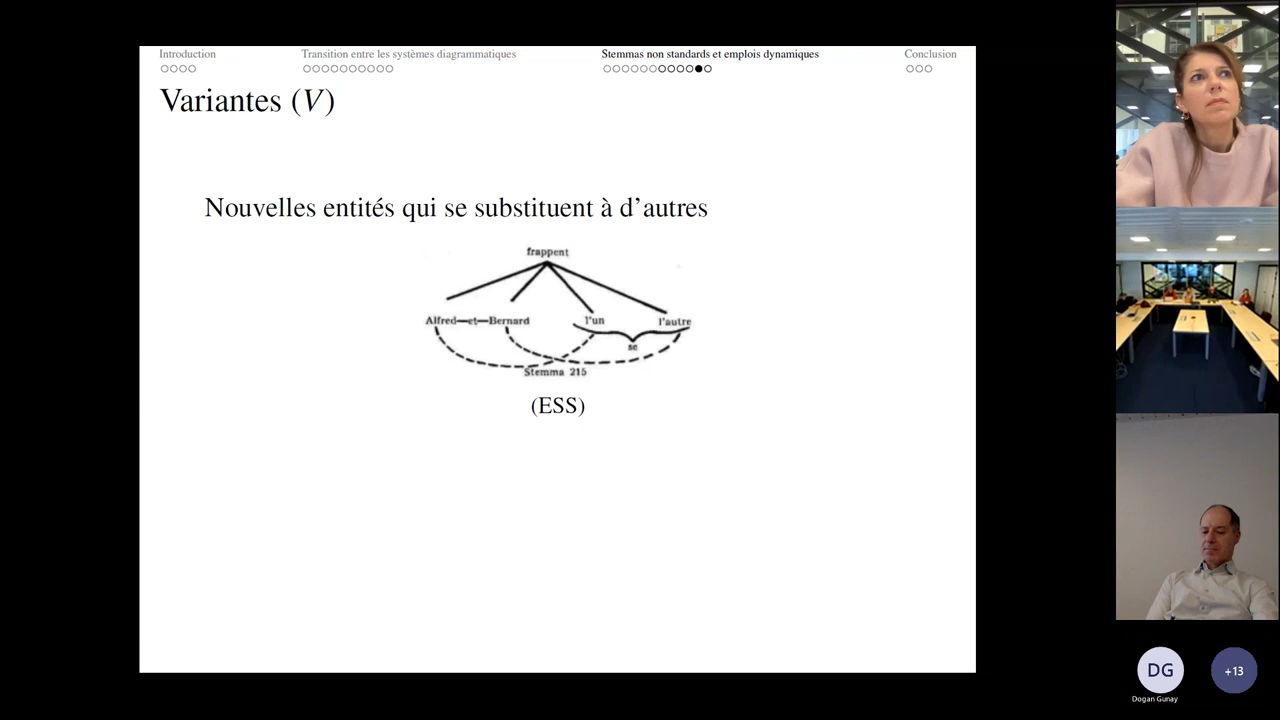 Introduction
Transition entre les systèmes diagrammatiques
Stemmas non standards et emplois dynamiques
Conclusion
Variantes (V)
Nouvelles entités qui se substituent à d'autres
frappent
Alfred—et—Bernard l'un l'autre
se
Stemma 215
(ESS)
DG
+13
Dogan Gunay